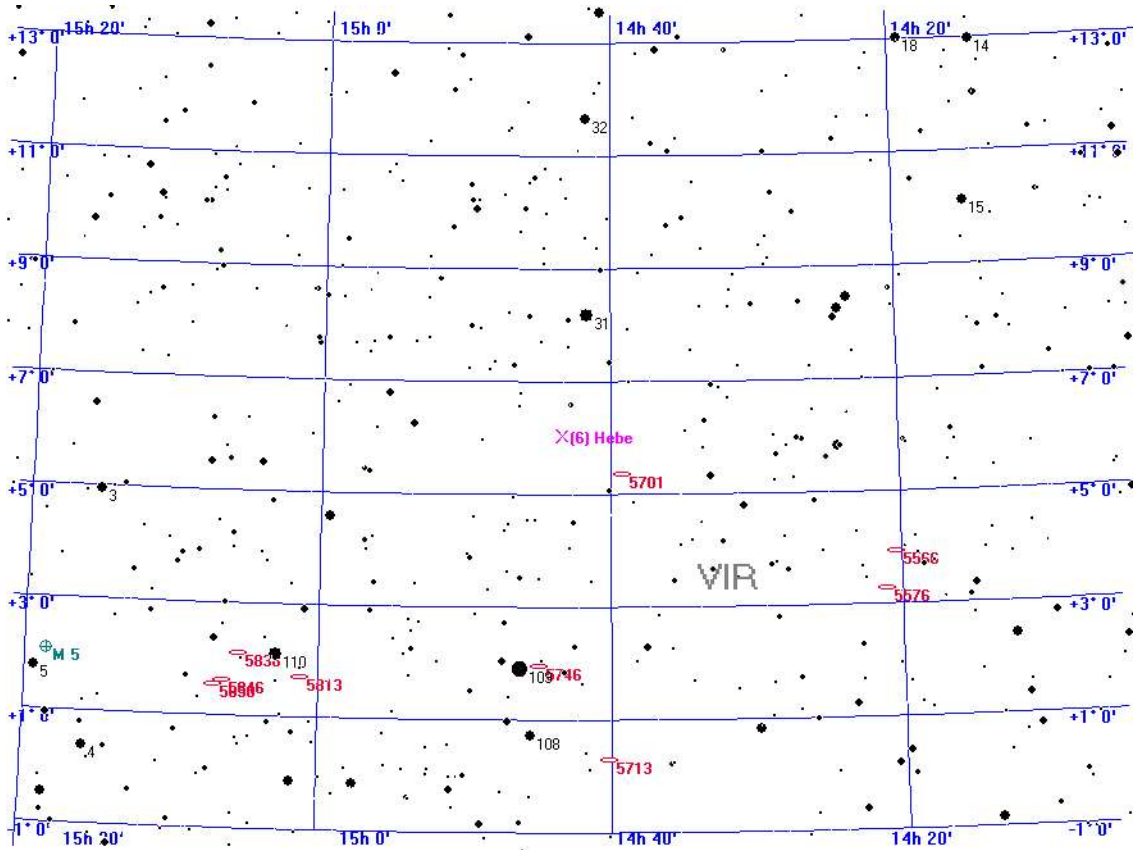 15h 20' 15h 0' 14h 40' 14h 20'
+13° 0' 18 14 +13° 0'
32
+11° 0' +11° 0'
15
+9° 0' +9° 0'
31
+7° 0' +7° 0'
(6) Hebe
5701
+5° 0' 3 +5° 0'
5566
VIR
5576
+3° 0' +3° 0'
M 5
5 110 109 5746
5846 5813
+1° 0' +1° 0'
4 108
5713
-1° 0' 15h 20' 15h 0' 14h 40' 14h 20' -1° 0'